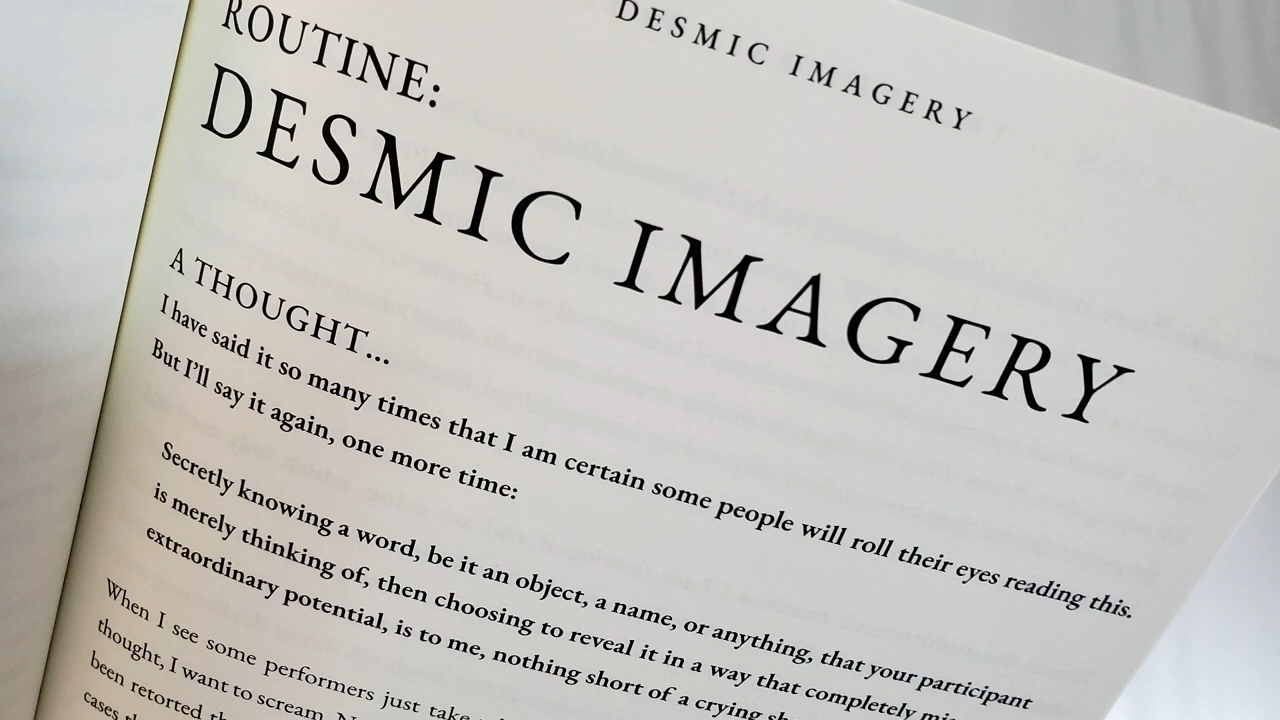 DESMIC IMAGERY
ROUTINE:
DESMIC IMAGERY
A THOUGHT...
I have said it so many times that I am certain some people will roll their eyes reading this.
But I'll say it again, one more time:
Secretly knowing a word, be it an object, a name, or anything, that your participant
is merely thinking of, then choosing to reveal it in a way that completely
extraordinary potential, is to me, nothing short of a crying
When I see some performers just take
thought, I want to scream.
been retorted
cases